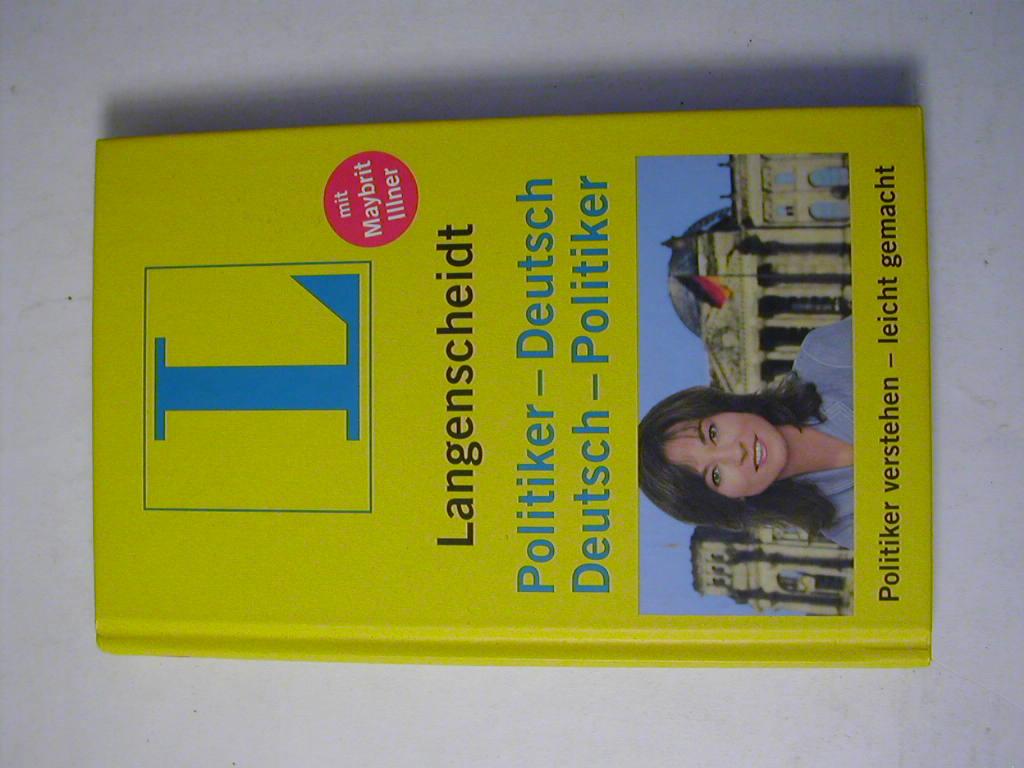 mit
Maybrit
Illner
L
Langenscheidt
Politiker–Deutsch
Deutsch–Politiker
Politiker verstehen – leicht gemacht